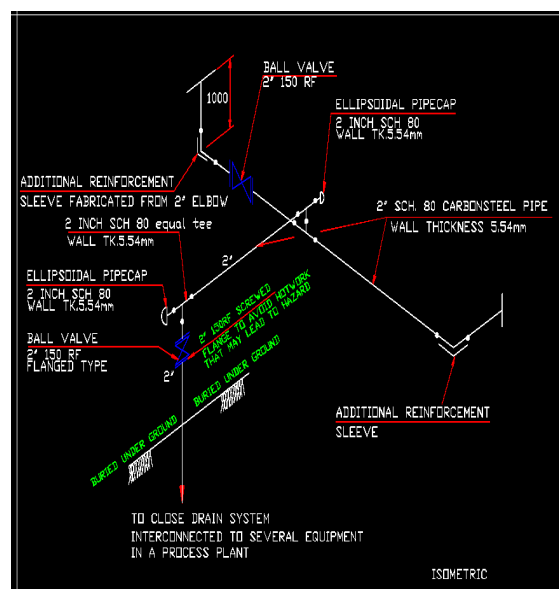 BALL VALVE
2" 150 RF
1000
ELLIPSOIDAL PIPECAP
2 INCH SCH 80
WALL TK.5.54mm
ADDITIONAL REINFORCEMENT
SLEEVE FABRICATED FROM 2" ELBOW
2 INCH SCH 80 equal tee
WALL TK.5.54mm
2" SCH. 80 CARBONSTEEL PIPE
WALL THICKNESS 5.54mm
2"
ELLIPSOIDAL PIPECAP
2 INCH SCH 80
WALL TK.5.54mm
BALL VALVE
2" 150 RF
FLANGED TYPE
2" 150RF SCREWED
FLANGE TO AVOID HOTWORK
THAT MAY LEAD TO HAZARD
2"
BURIED UNDER GROUND
BURIED UNDER GROUND
ADDITIONAL REINFORCEMENT
SLEEVE
TO CLOSE DRAIN SYSTEM
INTERCONNECTED TO SEVERAL EQUIPMENT
IN A PROCESS PLANT
ISOMETRIC